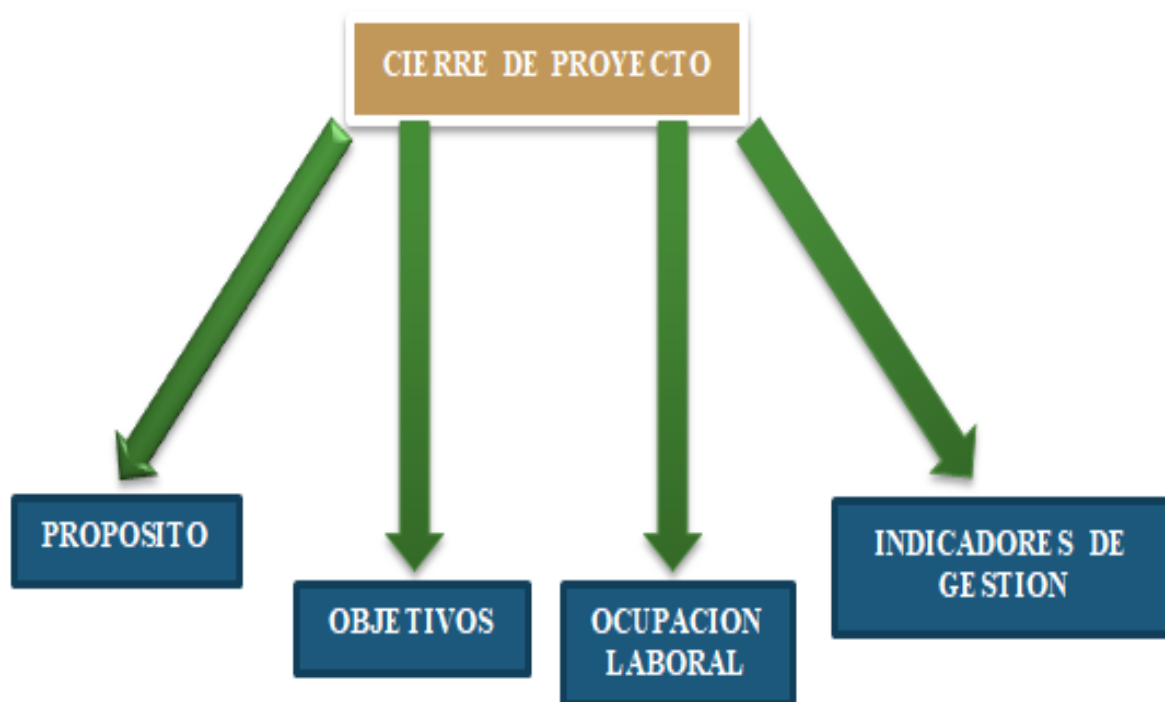 CIERRE DE PROYECTO
PROPOSITO
OBJETIVOS
OCUPACION
LABORAL
INDICADORES DE
GESTION